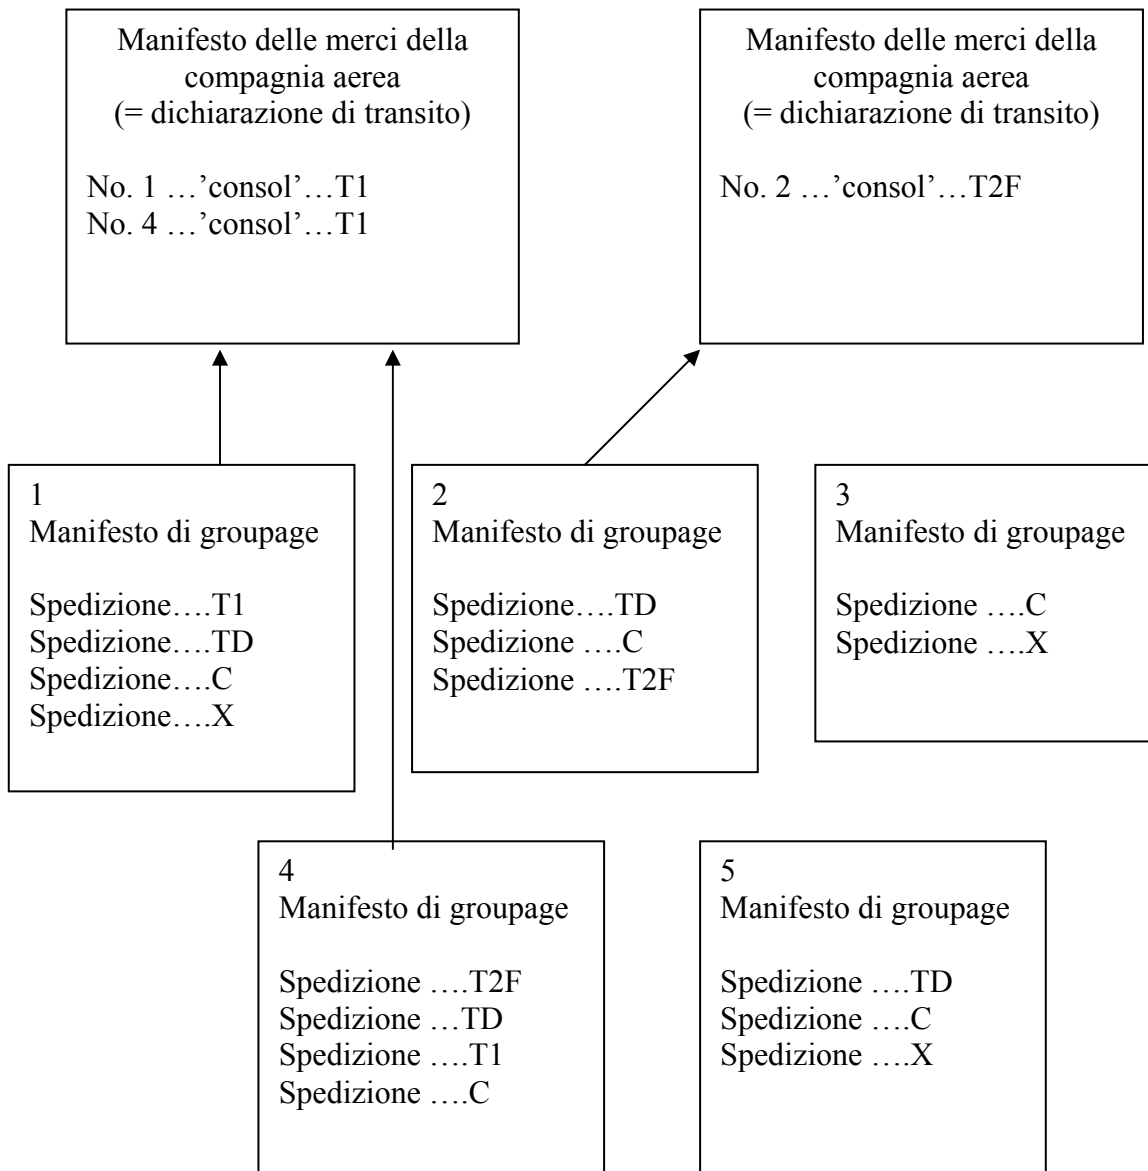 Manifesto delle merci della
compagnia aerea
(= dichiarazione di transito)
No. 1 …’consol’…T1
No. 4 …’consol’…T1
Manifesto delle merci della
compagnia aerea
(= dichiarazione di transito)
No. 2 …’consol’…T2F
1
Manifesto di groupage
Spedizione….T1
Spedizione….TD
Spedizione….C
Spedizione….X
2
Manifesto di groupage
Spedizione….TD
Spedizione ….C
Spedizione ….T2F
3
Manifesto di groupage
Spedizione ….C
Spedizione ….X
4
Manifesto di groupage
Spedizione ….T2F
Spedizione …TD
Spedizione ….T1
Spedizione ….C
5
Manifesto di groupage
Spedizione ….TD
Spedizione ….C
Spedizione ….X